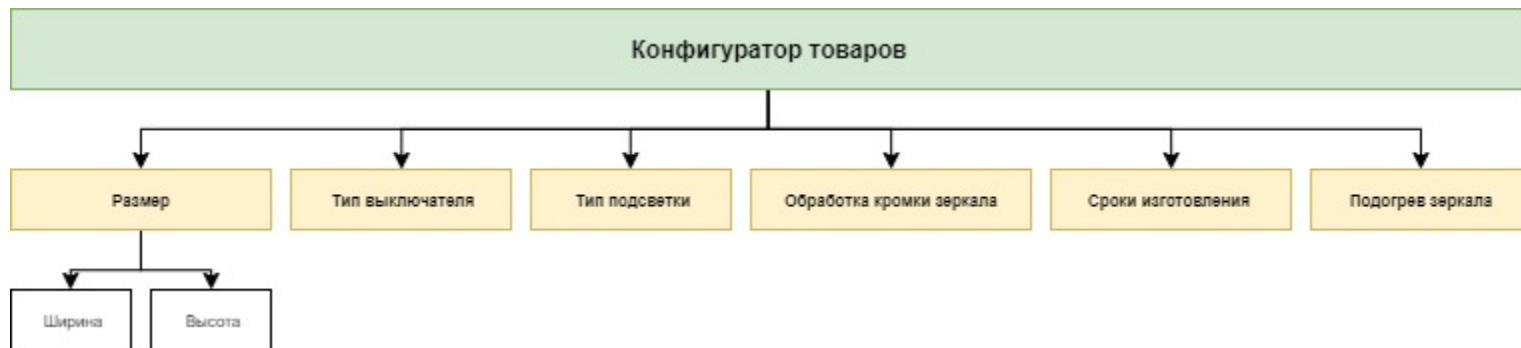 Конфигуратор товаров
Размер
Тип выключателя
Тип подсветки
Обработка кромки зеркала
Сроки изготовления
Подогрев зеркала
Ширина
Высота